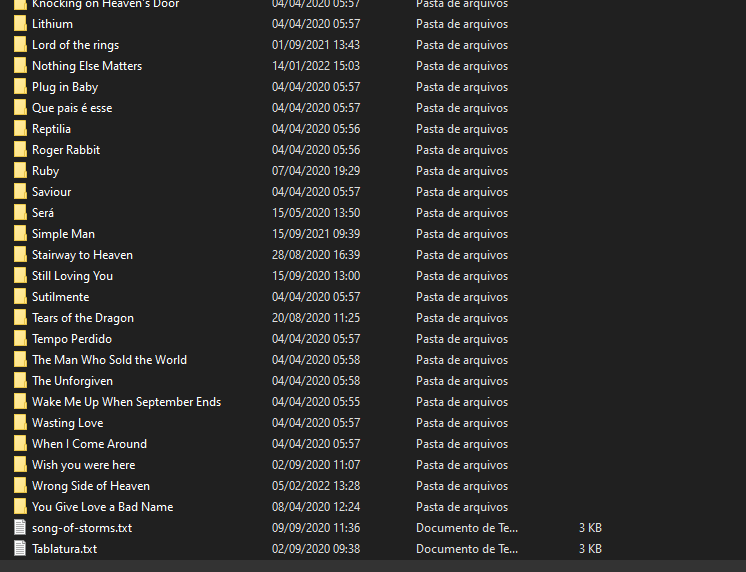 Knocking on Heaven's Door 04/04/2020 05:57 Pasta de arquivos
Lithium 04/04/2020 05:57 Pasta de arquivos
Lord of the rings 01/09/2021 13:43 Pasta de arquivos
Nothing Else Matters 14/01/2022 15:03 Pasta de arquivos
Plug in Baby 04/04/2020 05:57 Pasta de arquivos
Que pais é esse 04/04/2020 05:57 Pasta de arquivos
Reptilia 04/04/2020 05:56 Pasta de arquivos
Roger Rabbit 04/04/2020 05:56 Pasta de arquivos
Ruby 07/04/2020 19:29 Pasta de arquivos
Saviour 04/04/2020 05:57 Pasta de arquivos
Será 15/05/2020 13:50 Pasta de arquivos
Simple Man 15/09/2021 09:39 Pasta de arquivos
Stairway to Heaven 28/08/2020 16:39 Pasta de arquivos
Still Loving You 15/09/2020 13:00 Pasta de arquivos
Sutilmente 04/04/2020 05:57 Pasta de arquivos
Tears of the Dragon 20/08/2020 11:25 Pasta de arquivos
Tempo Perdido 04/04/2020 05:57 Pasta de arquivos
The Man Who Sold the World 04/04/2020 05:58 Pasta de arquivos
The Unforgiven 04/04/2020 05:58 Pasta de arquivos
Wake Me Up When September Ends 04/04/2020 05:55 Pasta de arquivos
Wasting Love 04/04/2020 05:57 Pasta de arquivos
When I Come Around 04/04/2020 05:57 Pasta de arquivos
Wish you were here 02/09/2020 11:07 Pasta de arquivos
Wrong Side of Heaven 05/02/2022 13:28 Pasta de arquivos
You Give Love a Bad Name 08/04/2020 12:24 Pasta de arquivos
song-of-storms.txt 09/09/2020 11:36 Documento de Te... 3 KB
Tablatura.txt 02/09/2020 09:38 Documento de Te... 3 KB